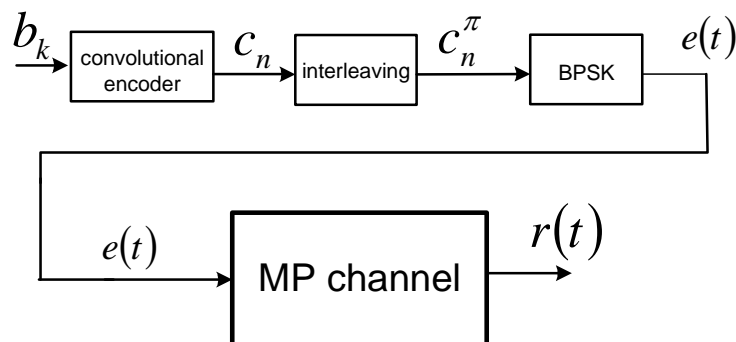 b_k
convolutional
encoder
c_n
interleaving
c_n^π
BPSK
e(t)
e(t)
MP channel
r(t)